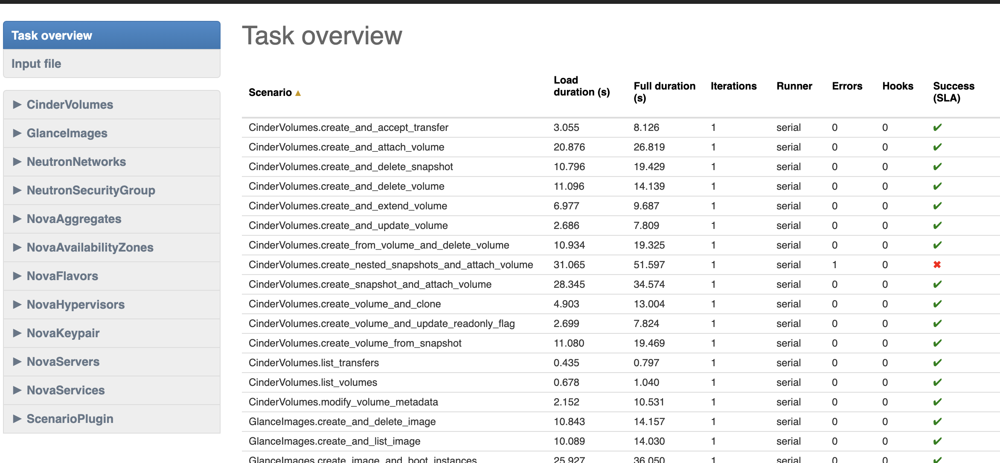 Task overview
Input file
▶ CinderVolumes
▶ GlanceImages
▶ NeutronNetworks
▶ NeutronSecurityGroup
▶ NovaAggregates
▶ NovaAvailabilityZones
▶ NovaFlavors
▶ NovaHypervisors
▶ NovaKeypair
▶ NovaServers
▶ NovaServices
▶ ScenarioPlugin
Task overview
Scenario ▲ Load duration (s) Full duration (s) Iterations Runner Errors Hooks Success (SLA)
CinderVolumes.create_and_accept_transfer 3.055 8.126 1 serial 0 0 ✔
CinderVolumes.create_and_attach_volume 20.876 26.819 1 serial 0 0 ✔
CinderVolumes.create_and_delete_snapshot 10.796 19.429 1 serial 0 0 ✔
CinderVolumes.create_and_delete_volume 11.096 14.139 1 serial 0 0 ✔
CinderVolumes.create_and_extend_volume 6.977 9.687 1 serial 0 0 ✔
CinderVolumes.create_and_update_volume 2.686 7.809 1 serial 0 0 ✔
CinderVolumes.create_from_volume_and_delete_volume 10.934 19.325 1 serial 0 0 ✔
CinderVolumes.create_nested_snapshots_and_attach_volume 31.065 51.597 1 serial 1 0 ✖
CinderVolumes.create_snapshot_and_attach_volume 28.345 34.574 1 serial 0 0 ✔
CinderVolumes.create_volume_and_clone 4.903 13.004 1 serial 0 0 ✔
CinderVolumes.create_volume_and_update_readonly_flag 2.699 7.824 1 serial 0 0 ✔
CinderVolumes.create_volume_from_snapshot 11.080 19.469 1 serial 0 0 ✔
CinderVolumes.list_transfers 0.435 0.797 1 serial 0 0 ✔
CinderVolumes.list_volumes 0.678 1.040 1 serial 0 0 ✔
CinderVolumes.modify_volume_metadata 2.152 10.531 1 serial 0 0 ✔
GlanceImages.create_and_delete_image 10.843 14.157 1 serial 0 0 ✔
GlanceImages.create_and_list_image 10.089 14.030 1 serial 0 0 ✔
GlanceImages.create_image_and_boot_instances 25.927 36.050 1 serial 0 0 ✔